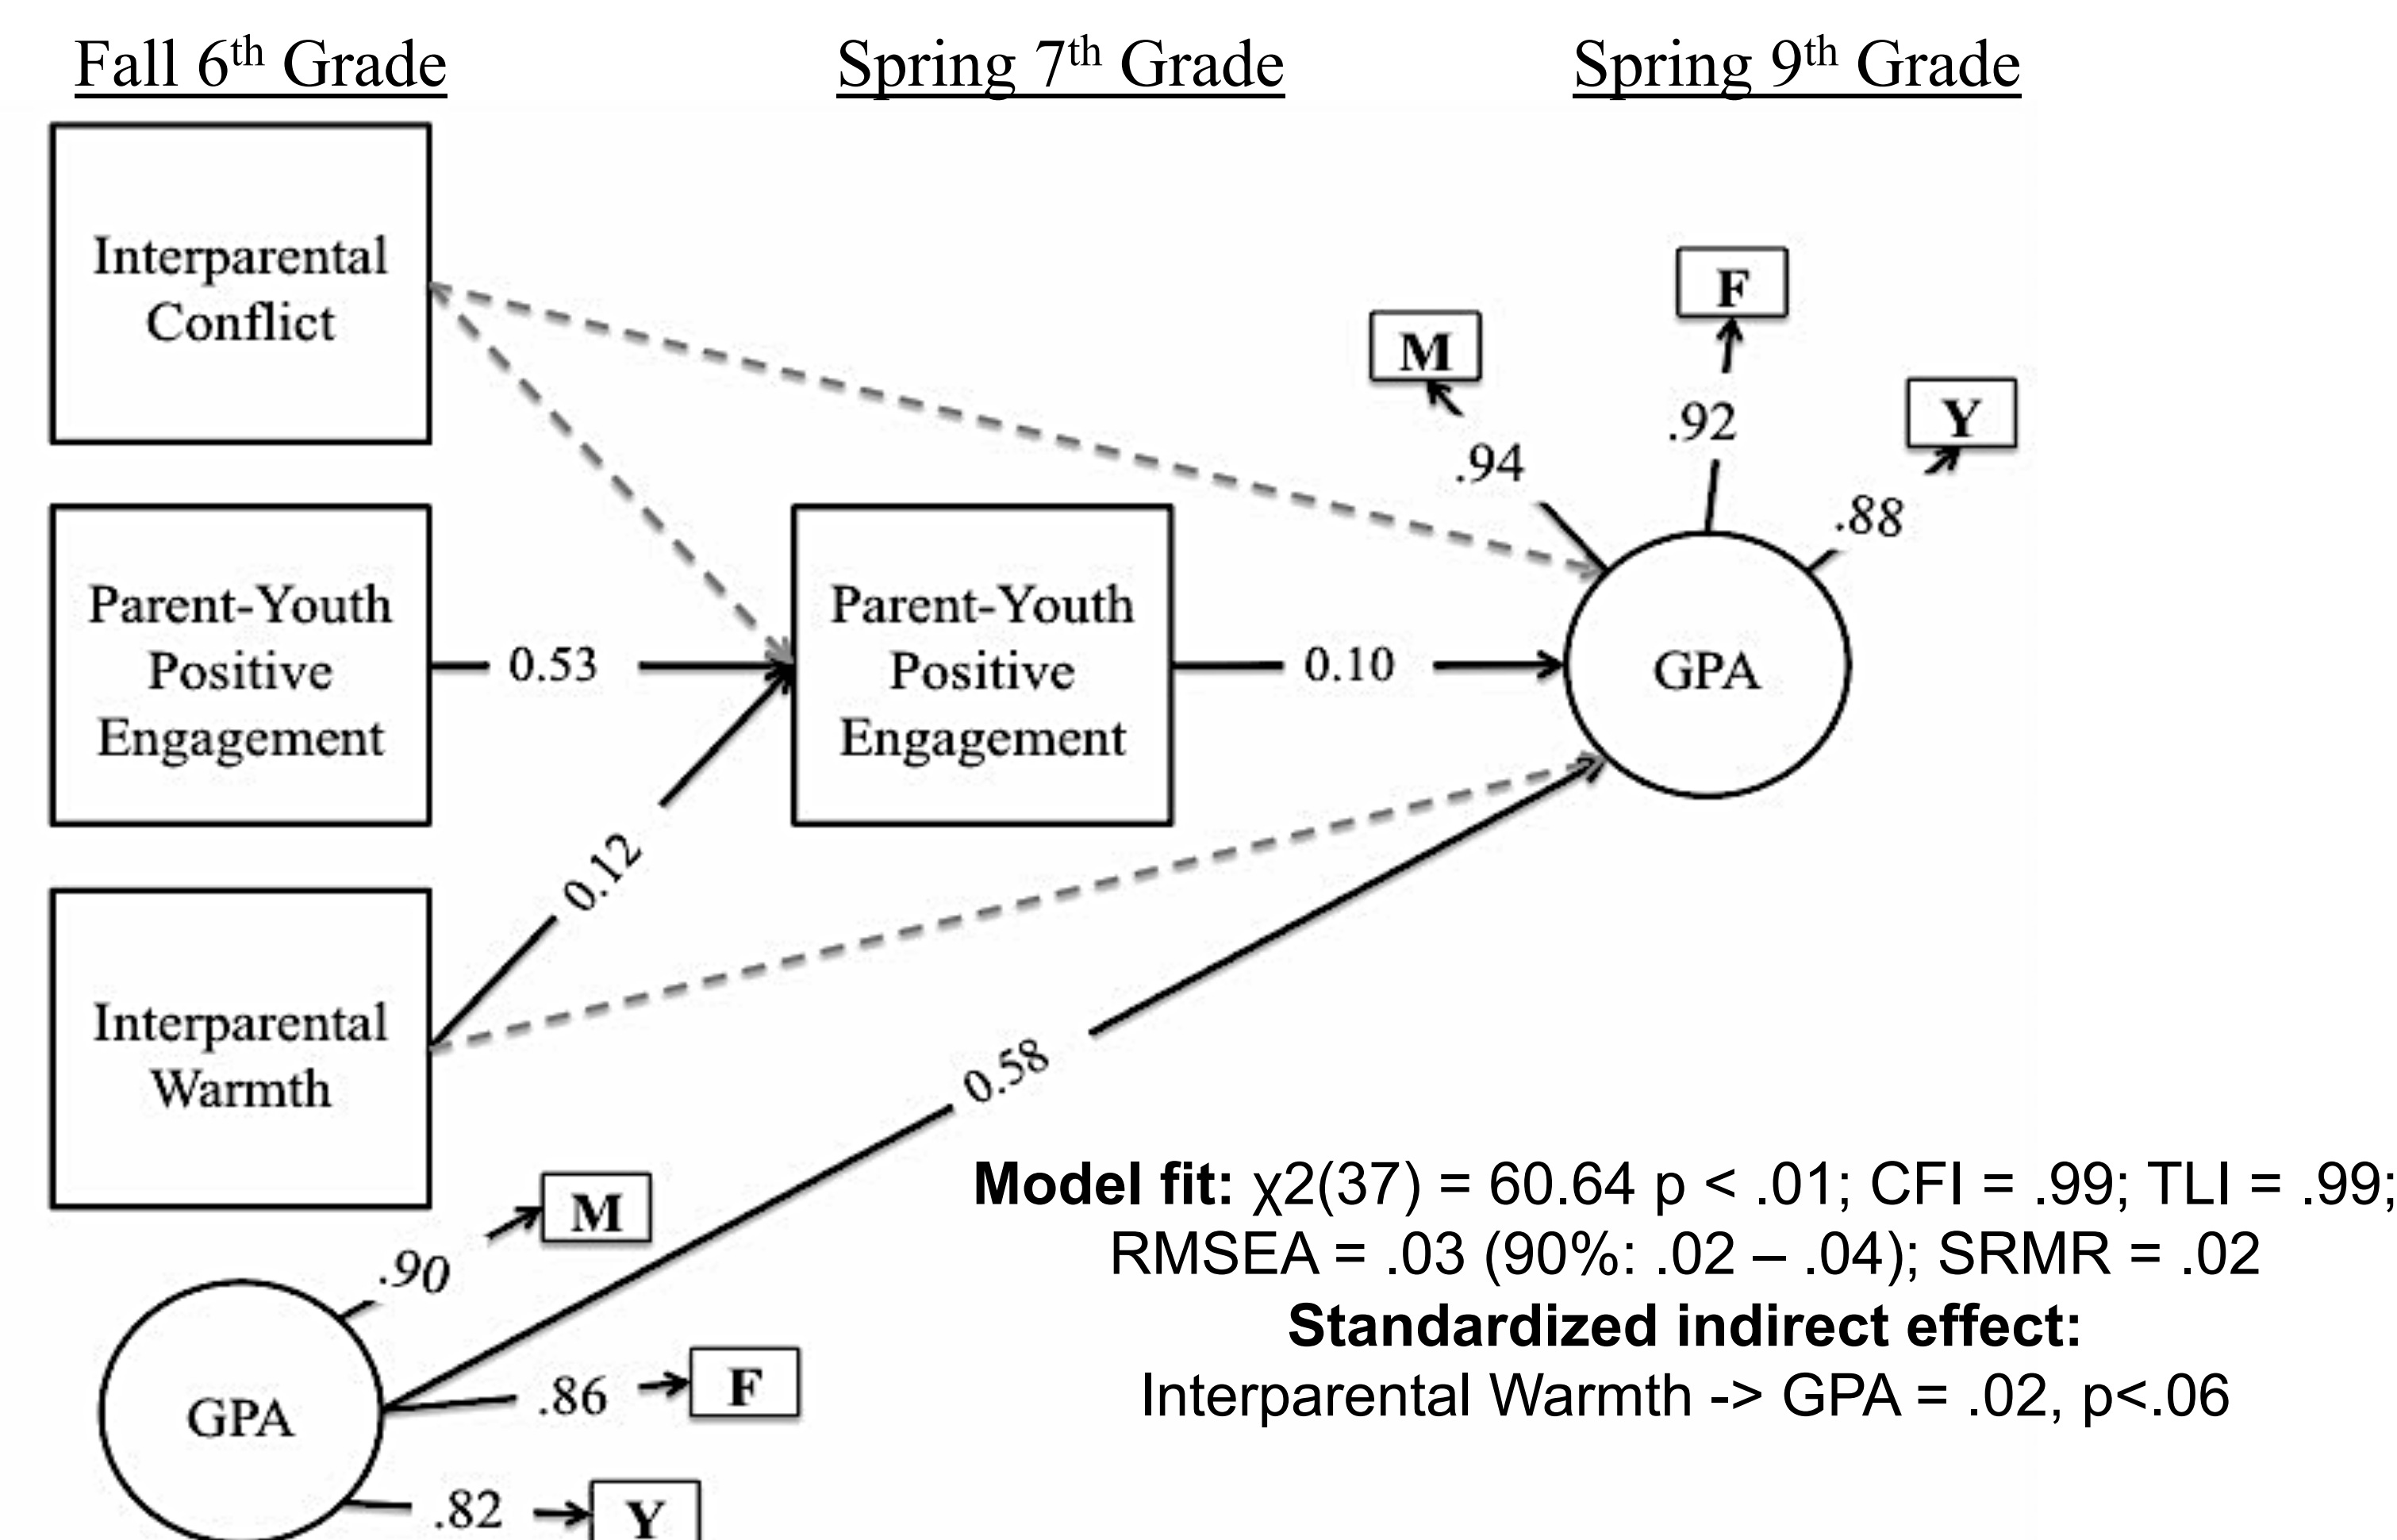 Fall 6th Grade
Spring 7th Grade
Spring 9th Grade
Interparental
Conflict
F
M
Y
.92
.94
.88
Parent-Youth
Positive
Engagement
0.53
Parent-Youth
Positive
Engagement
0.10
GPA
0.12
Interparental
Warmth
0.58
Model fit: χ2(37) = 60.64 p < .01; CFI = .99; TLI = .99;
RMSEA = .03 (90%: .02 – .04); SRMR = .02
Standardized indirect effect:
Interparental Warmth -> GPA = .02, p<.06
M
.90
GPA
.86
F
.82
Y